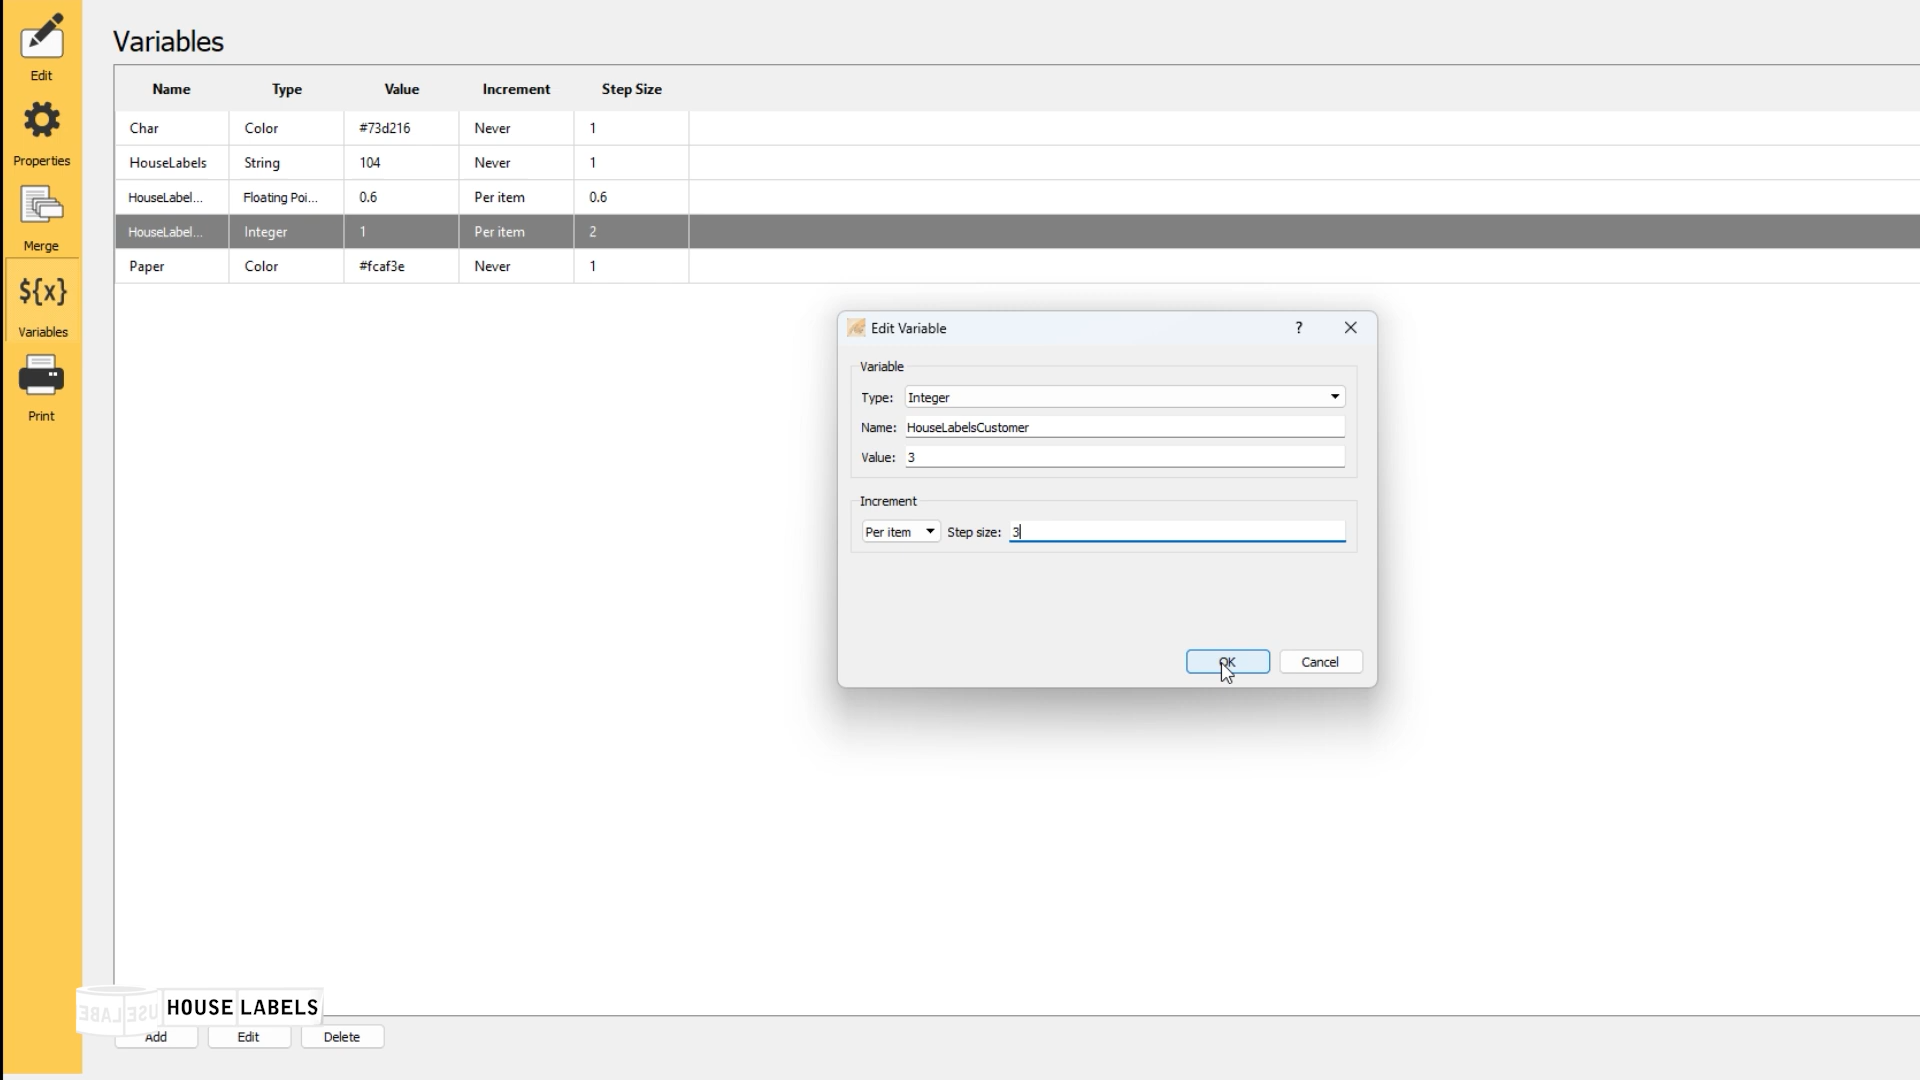 Edit
Properties
Merge
${x}
Variables
Print
Variables
Name Type Value Increment Step Size
Char Color #73d216 Never 1
HouseLabels String 104 Never 1
HouseLabel... Floating Poi... 0.6 Per item 0.6
HouseLabel... Integer 1 Per item 2
Paper Color #fcaf3e Never 1
Edit Variable ?
Variable
Type: Integer
Name: HouseLabelsCustomer
Value: 3
Increment
Per item Step size: 3
OK Cancel
HOUSE LABELS
Add Edit Delete